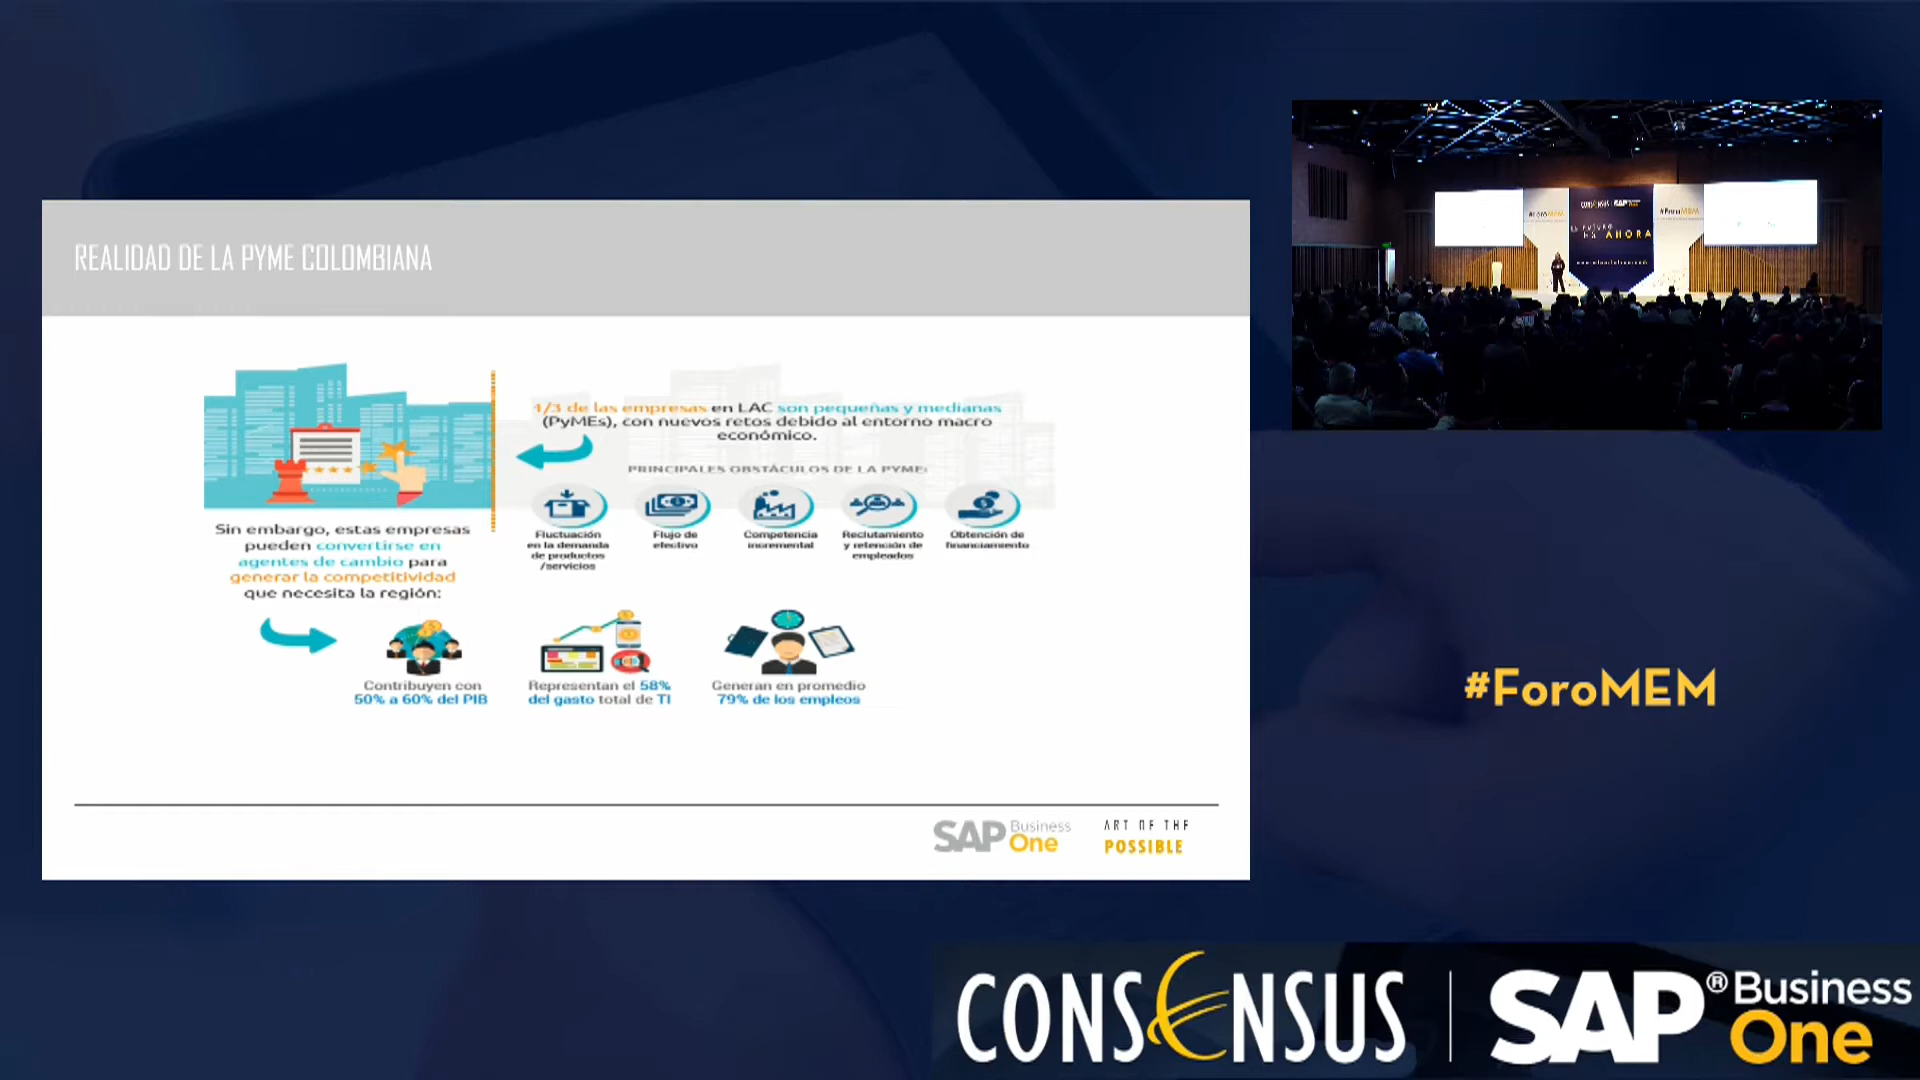 REALIDAD DE LA PYME COLOMBIANA
1/3 de las empresas en LAC son pequeñas y medianas
(PyMEs), con nuevos retos debido al entorno macro
económico.
PRINCIPALES OBSTÁCULOS DE LA PYME:
Fluctuación
en la demanda
de productos
/servicios
Flujo de
efectivo
Competencia
incremental
Reclutamiento
y retención de
empleados
Obtención de
financiamiento
Sin embargo, estas empresas
pueden convertirse en
agentes de cambio para
generar la competitividad
que necesita la región:
Contribuyen con
50% a 60% del PIB
Representan el 58%
del gasto total de TI
Generan en promedio
79% de los empleos
SAP Business One
ART OF THE
POSSIBLE
#ForoMEM
CONSENSUS SAP
#ForoMEM
AHORA
#ForoMEM
CONSENSUS | SAP® Business One